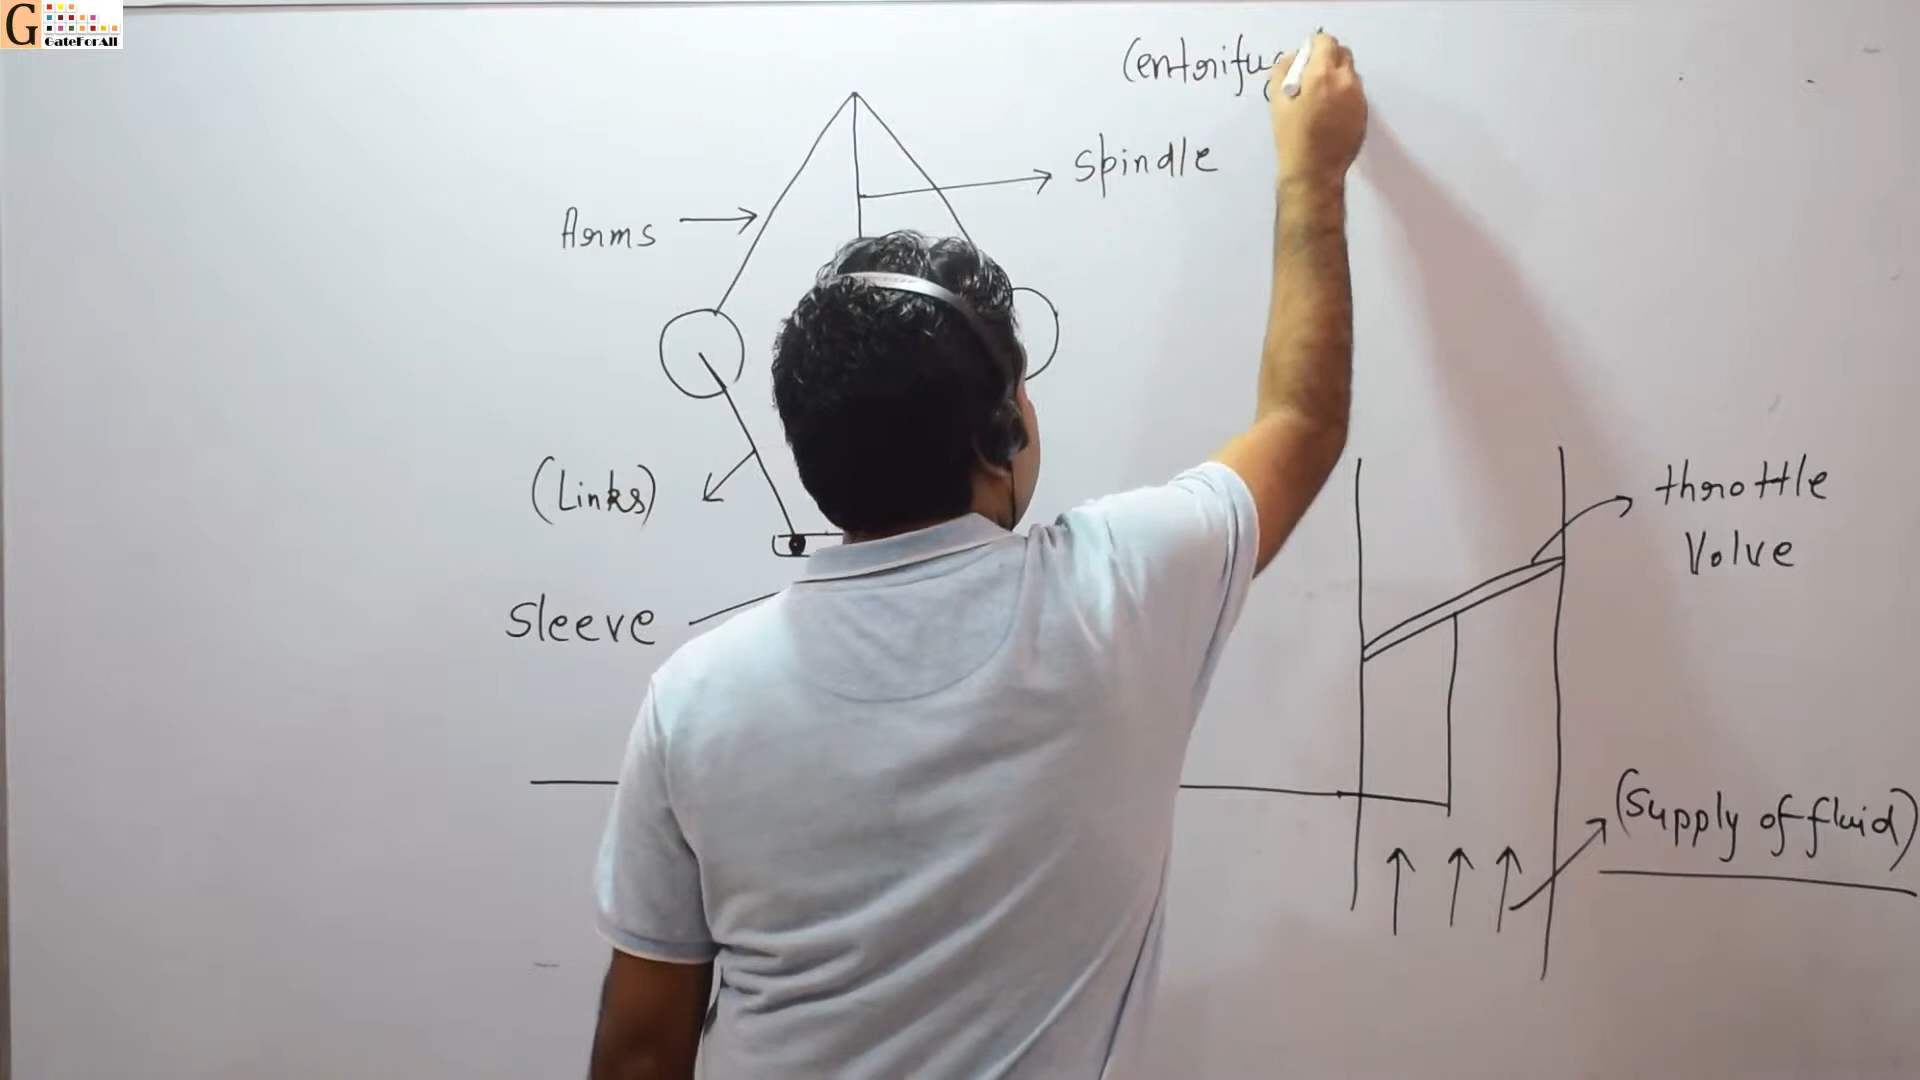 G
GateForAll
Centrifug
Spindle
Arms
(Links)
throttle
Volve
Sleeve
(Supply of fluid)